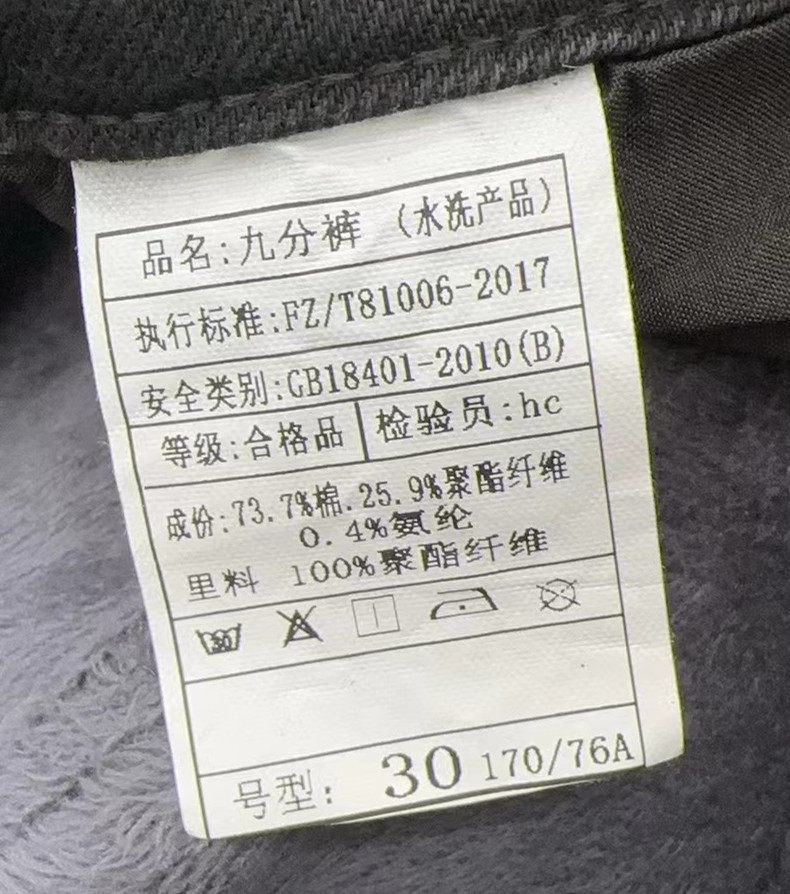 品名:九分裤 (水洗产品)
执行标准:FZ/T81006-2017
安全类别:GB18401-2010(B)
等级:合格品 检验员:hc
成份:73.7%棉.25.9%聚酯纤维
0.4%氨纶
里料 100%聚酯纤维
30
号型: 30 170/76A